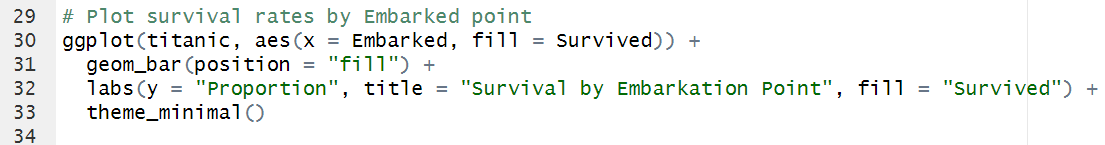 29 # Plot survival rates by Embarked point
30 ggplot(titanic, aes(x = Embarked, fill = Survived)) +
31   geom_bar(position = "fill") +
32   labs(y = "Proportion", title = "Survival by Embarkation Point", fill = "Survived") +
33   theme_minimal()
34